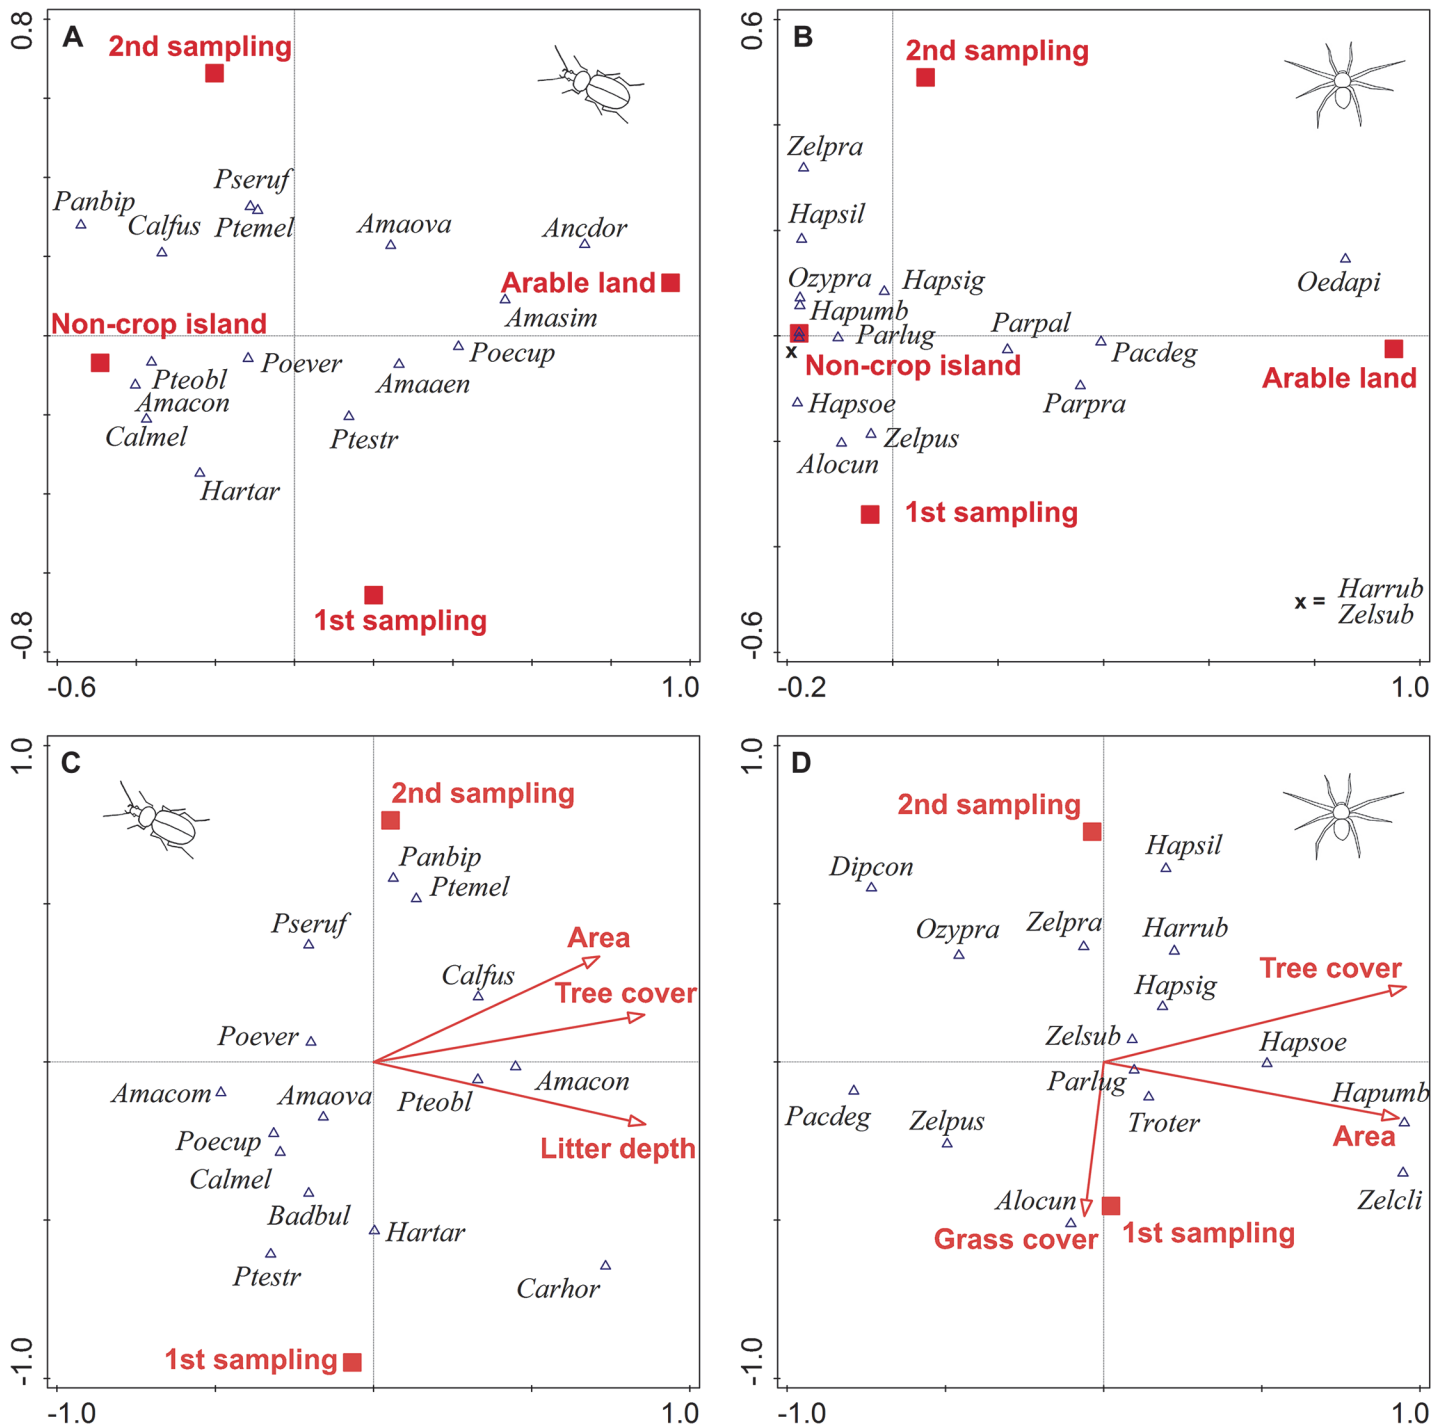 0.8
A
2nd sampling
Pseruf
Panbip
Calfus
Ptemel
Amaova
Ancdor
Arable land
Amasim
Non-crop island
Poever
Poecup
Pteobl
Amaaen
Amacon
Calmel
Ptestr
Hartar
1st sampling
-0.8
-0.6
1.0
0.6
B
2nd sampling
Zelpra
Hapsil
Ozypra
Hapsig
Oedapi
Hapumb
Parlug
Parpal
x
Pacdeg
Non-crop island
Arable land
Hapsoe
Parpra
Zelpus
Alocun
1st sampling
x = Harrub
Zelsub
-0.6
-0.2
1.0
1.0
C
2nd sampling
Panbip
Ptemel
Pseruf
Area
Calfus
Tree cover
Poever
Amacom
Amaova
Amacon
Pteobl
Poecup
Litter depth
Calmel
Badbul
Hartar
Ptestr
Carhor
1st sampling
-1.0
-1.0
1.0
1.0
D
2nd sampling
Hapsil
Dipcon
Ozypra
Zelpra
Harrub
Tree cover
Hapsig
Zelsub
Hapsoe
Parlug
Hapumb
Pacdeg
Zelpus
Troter
Area
Alocun
Zelcli
Grass cover
1st sampling
-1.0
-1.0
1.0